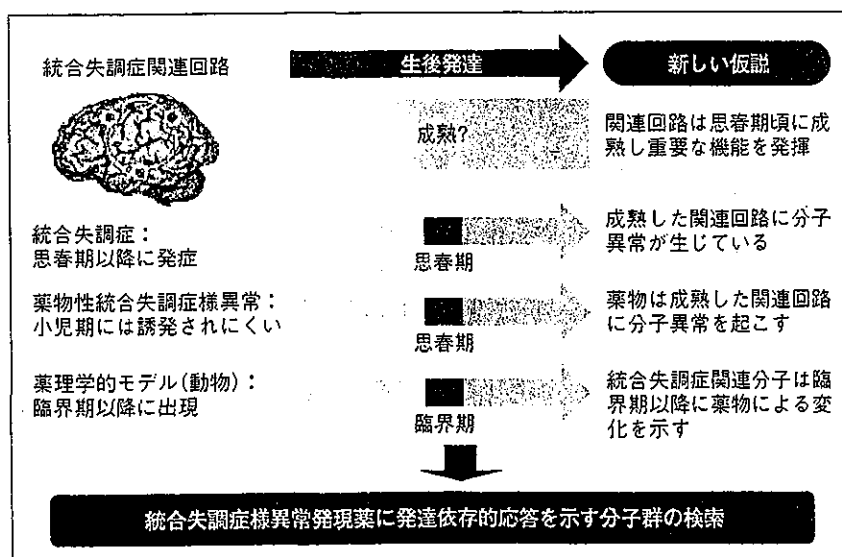 統合失調症関連回路
生後発達
新しい仮説
成熟?
関連回路は思春期頃に成
熟し重要な機能を発揮
統合失調症：
思春期以降に発症
思春期
成熟した関連回路に分子
異常が生じている
薬物性統合失調症様異常：
小児期には誘発されにくい
思春期
薬物は成熟した関連回路
に分子異常を起こす
薬理学的モデル(動物)：
臨界期以降に出現
臨界期
統合失調症関連分子は臨
界期以降に薬物による変
化を示す
統合失調症様異常発現薬に発達依存的応答を示す分子群の検索